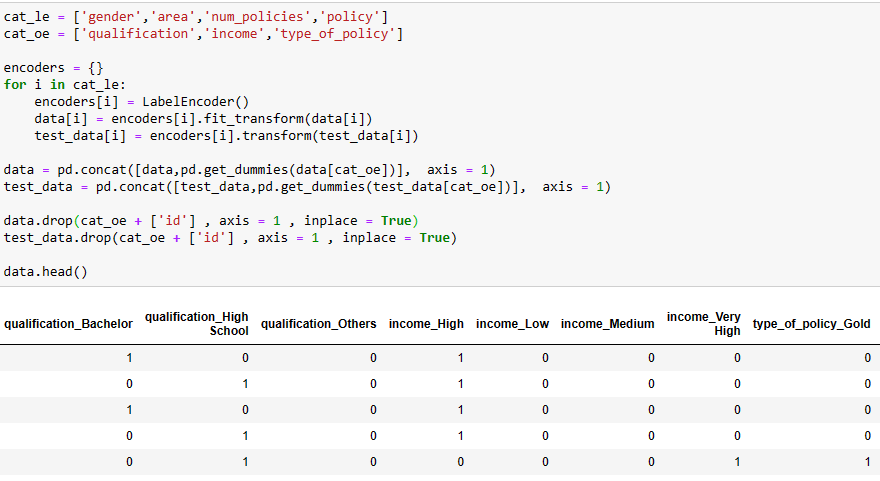 cat_le = ['gender','area','num_policies','policy']
cat_oe = ['qualification','income','type_of_policy']

encoders = {}
for i in cat_le:
    encoders[i] = LabelEncoder()
    data[i] = encoders[i].fit_transform(data[i])
    test_data[i] = encoders[i].transform(test_data[i])

data = pd.concat([data,pd.get_dummies(data[cat_oe])],  axis = 1)
test_data = pd.concat([test_data,pd.get_dummies(test_data[cat_oe])],  axis = 1)

data.drop(cat_oe + ['id'] , axis = 1 , inplace = True)
test_data.drop(cat_oe + ['id'] , axis = 1 , inplace = True)

data.head()

qualification_Bachelor qualification_High School qualification_Others income_High income_Low income_Medium income_Very High type_of_policy_Gold
1 0 0 1 0 0 0 0
0 1 0 1 0 0 0 0
1 0 0 1 0 0 0 0
0 1 0 1 0 0 0 0
0 1 0 0 0 0 1 1